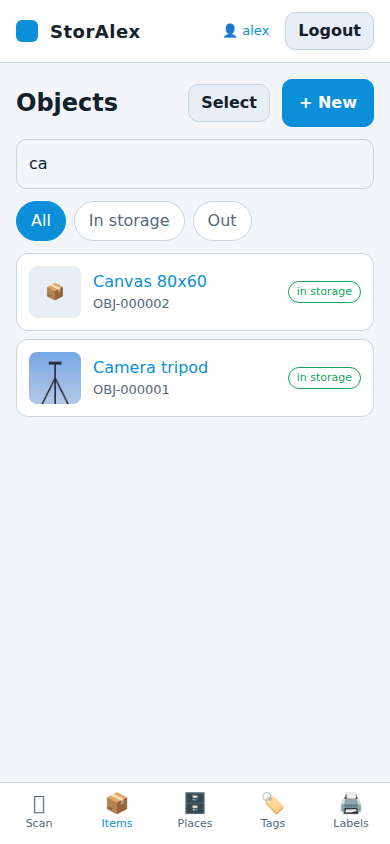 StorAlex
alex
Logout
Objects
Select
+ New
ca
All
In storage
Out
Canvas 80x60
OBJ-000002
in storage
Camera tripod
OBJ-000001
in storage
Scan
Items
Places
Tags
Labels